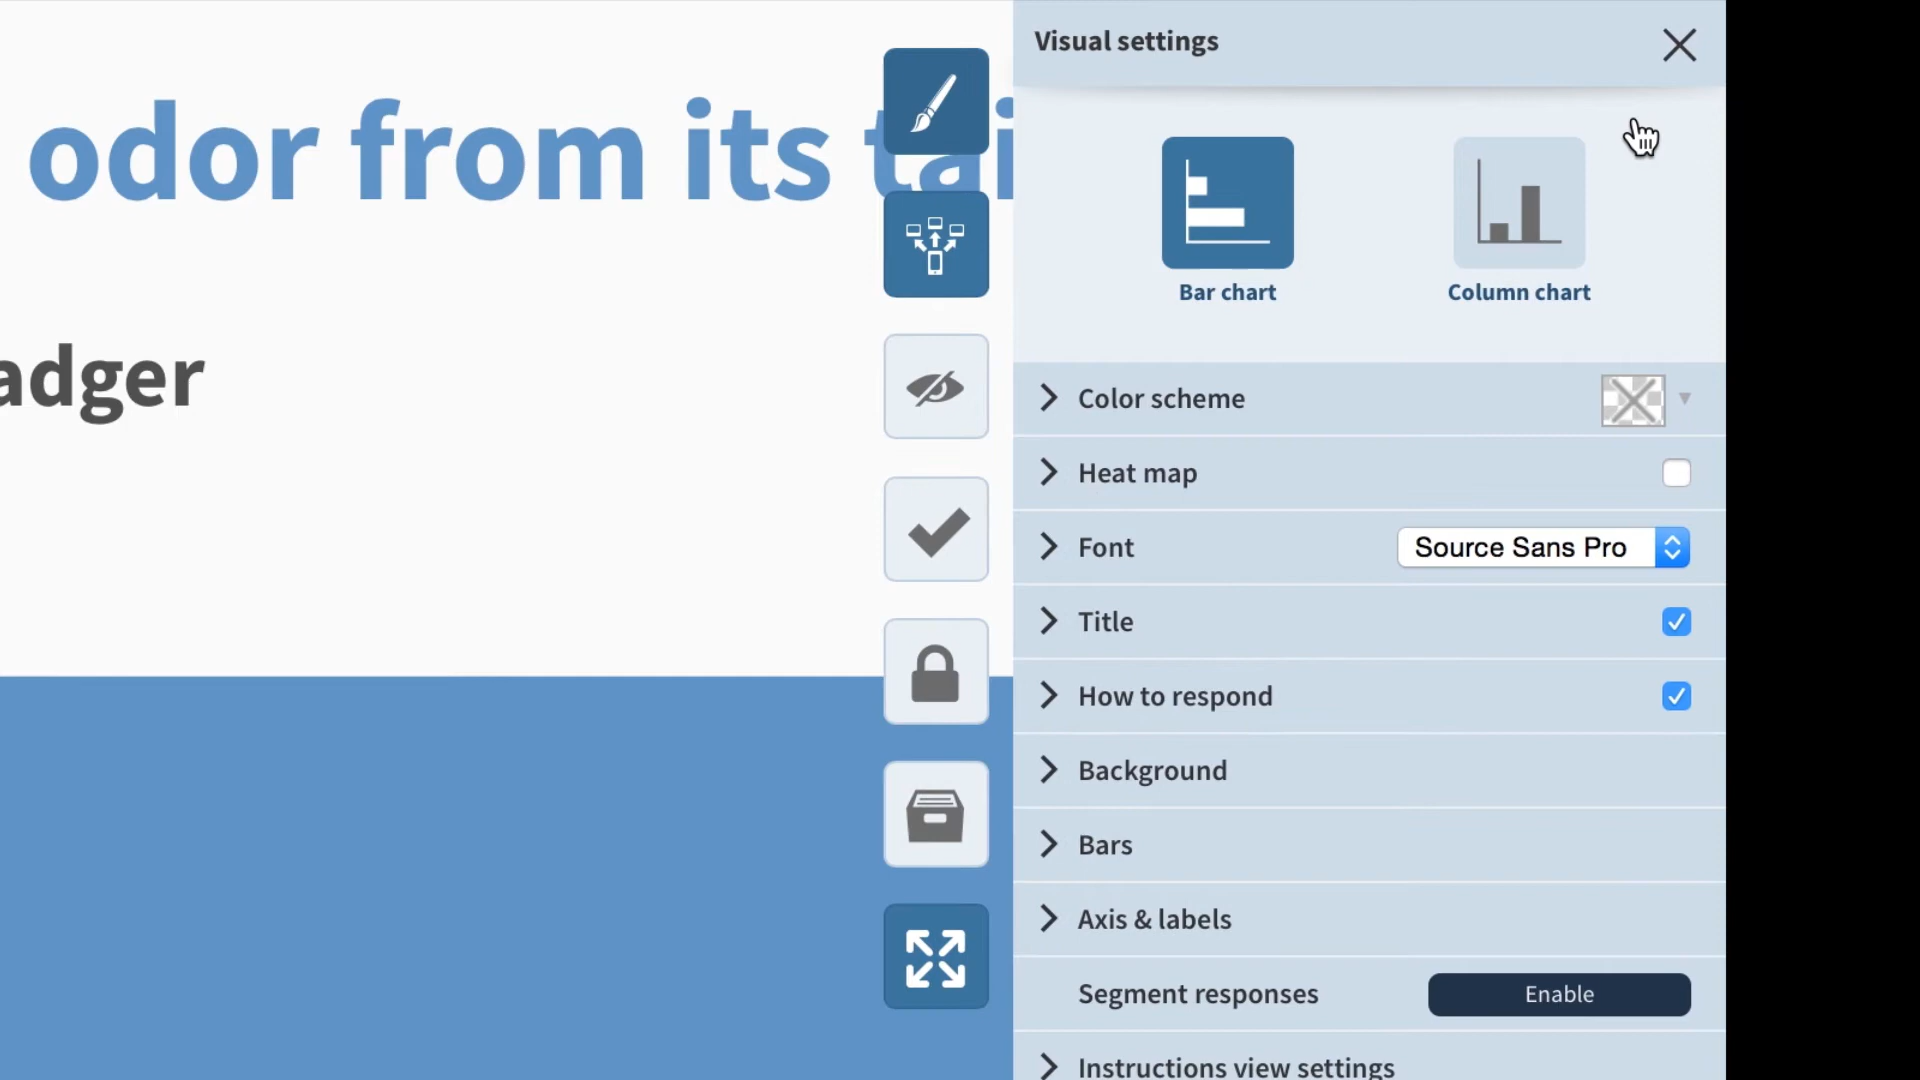 Visual settings
odor from its tai
adger
Bar chart
Column chart
Color scheme
Heat map
Font
Source Sans Pro
Title
How to respond
Background
Bars
Axis & labels
Segment responses
Enable
Instructions view settings